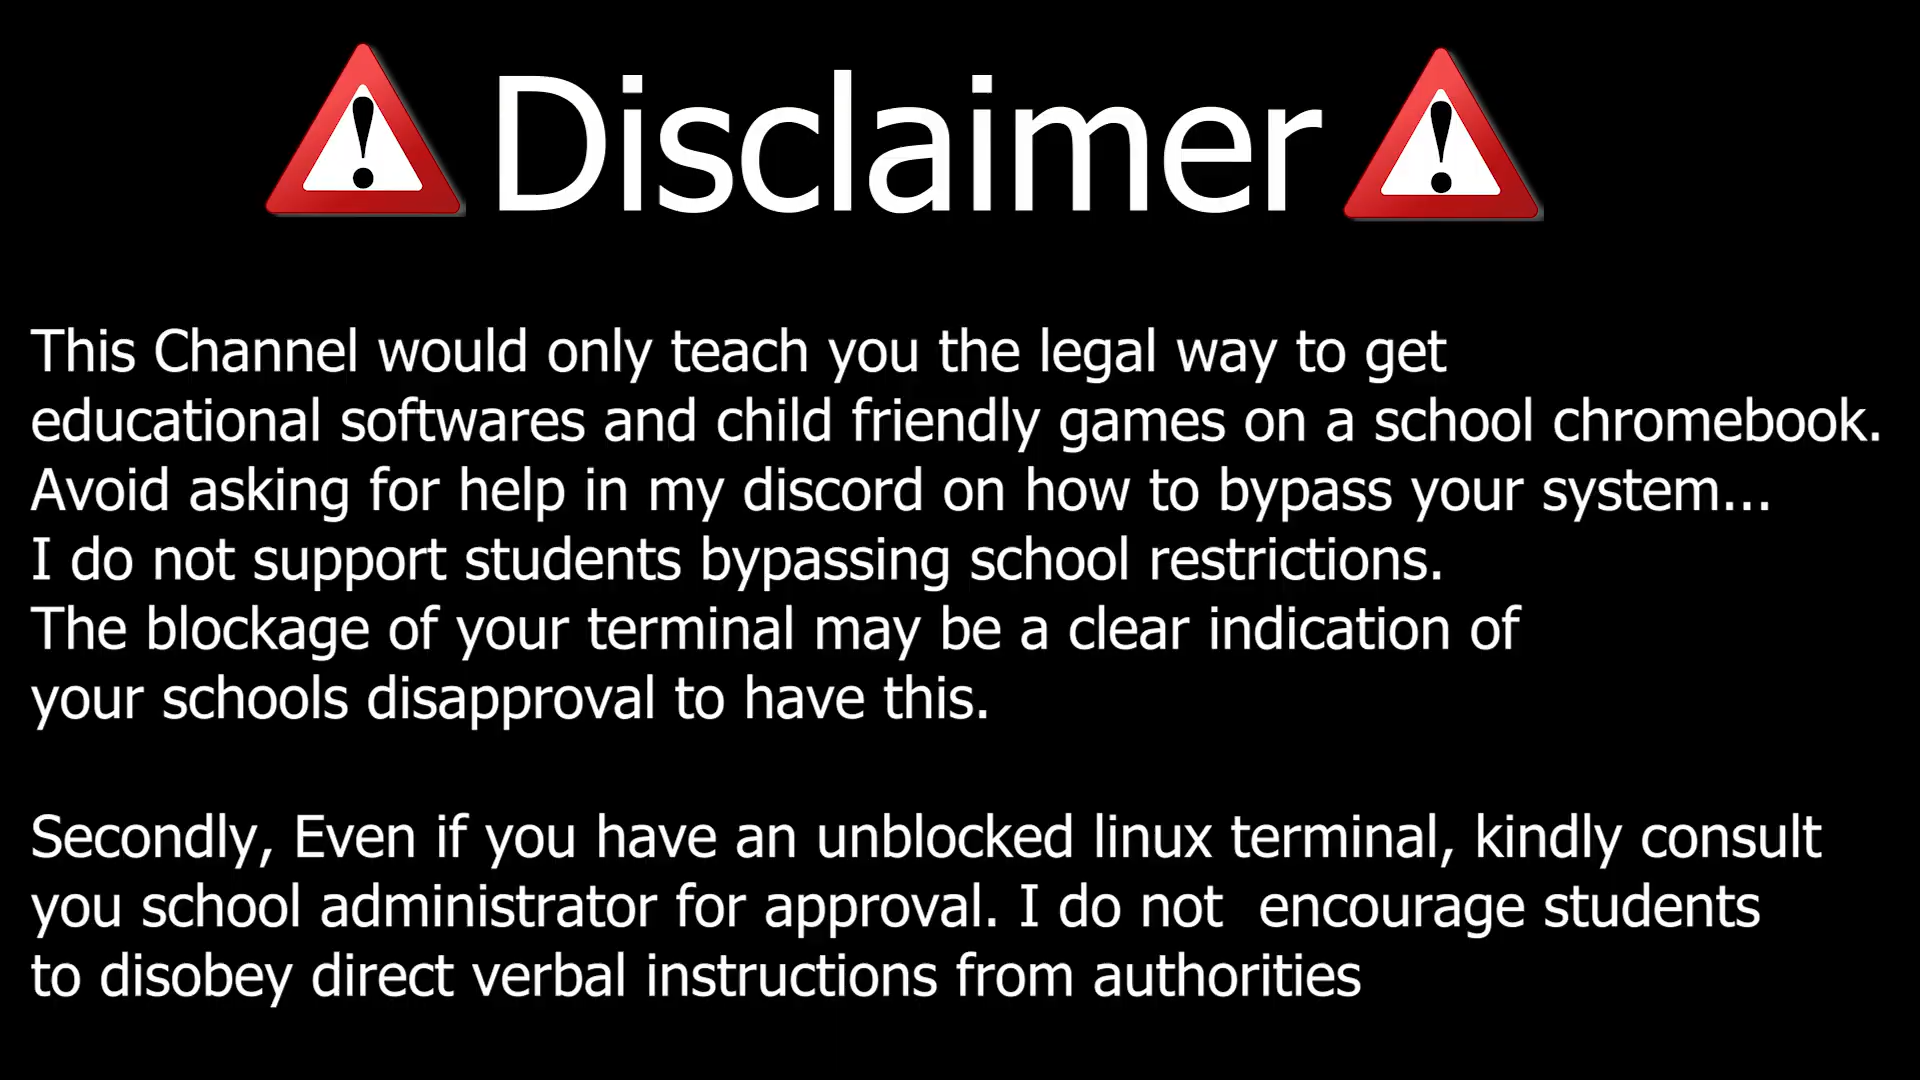 Disclaimer
This Channel would only teach you the legal way to get
educational softwares and child friendly games on a school chromebook.
Avoid asking for help in my discord on how to bypass your system...
I do not support students bypassing school restrictions.
The blockage of your terminal may be a clear indication of
your schools disapproval to have this.
Secondly, Even if you have an unblocked linux terminal, kindly consult
you school administrator for approval. I do not  encourage students
to disobey direct verbal instructions from authorities